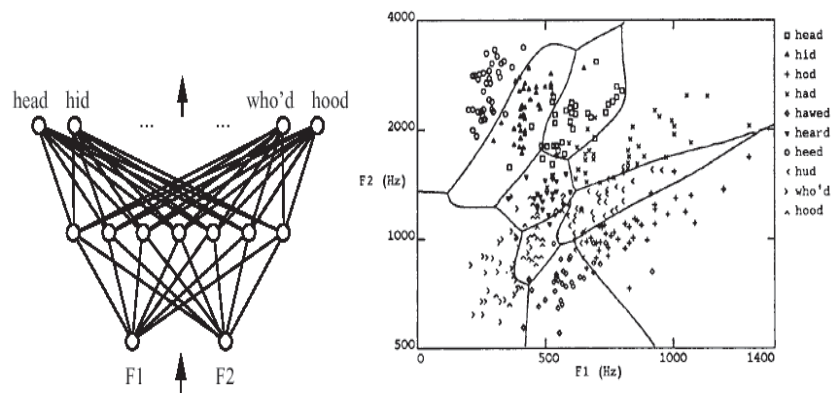 head hid ... ... who'd hood
F1 F2
4000
2000
F2 (Hz)
1000
500
0 500 1000 1400
F1 (Hz)
head
hid
hod
had
hawed
heard
heed
hud
who'd
hood